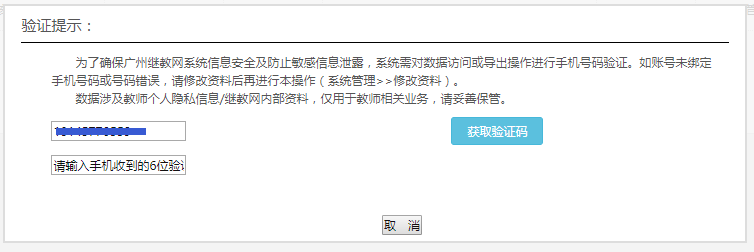 验证提示：
为了确保广州继教网系统信息安全及防止敏感信息泄露，系统需对数据访问或导出操作进行手机号码验证。如账号未绑定
手机号码或号码错误，请修改资料后再进行本操作（系统管理>>修改资料）。
数据涉及教师个人隐私信息/继教网内部资料，仅用于教师相关业务，请妥善保管。
获取验证码
请输入手机收到的6位验
取 消